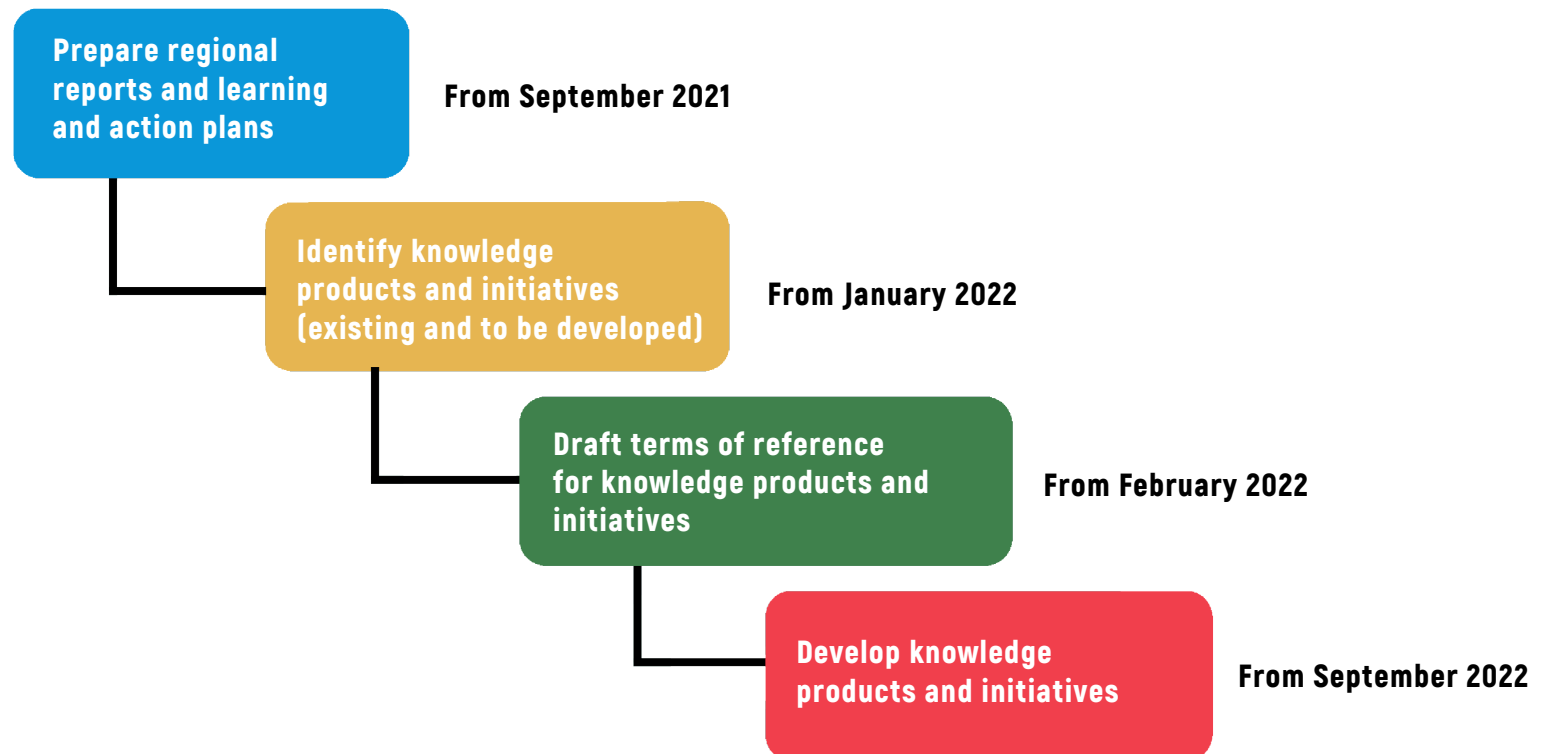 Prepare regional
reports and learning
and action plans
From September 2021
Identify knowledge
products and initiatives
(existing and to be developed)
From January 2022
Draft terms of reference
for knowledge products and
initiatives
From February 2022
Develop knowledge
products and initiatives
From September 2022